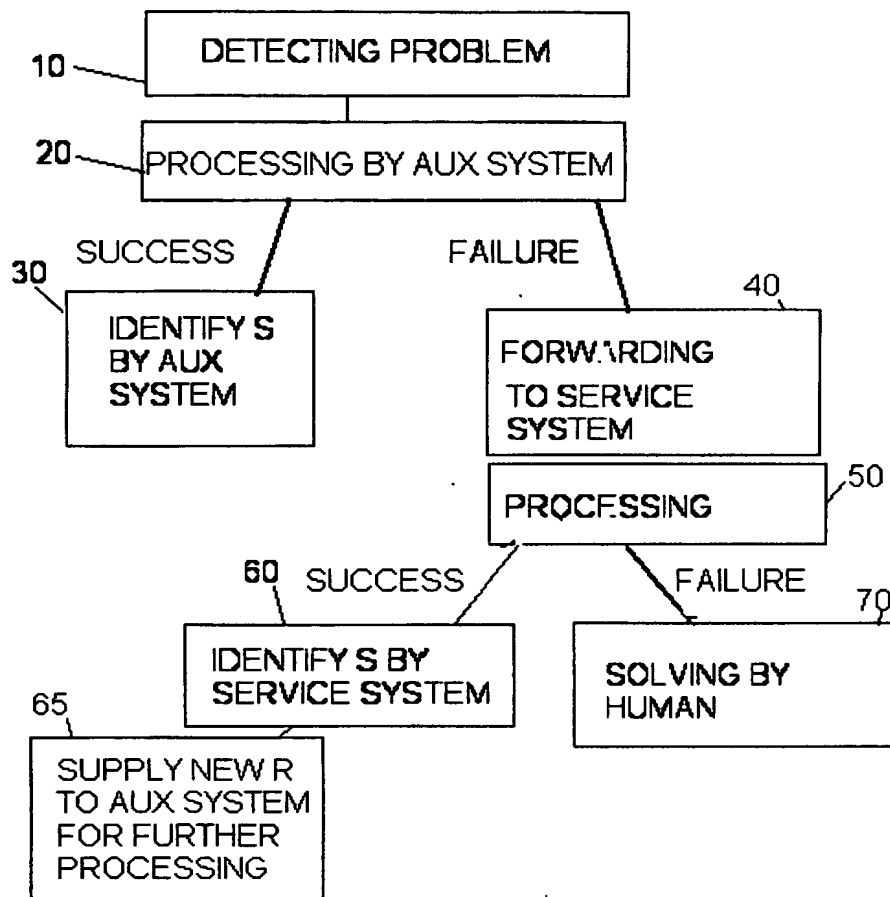 DETECTING PROBLEM
10
20
PROCESSING BY AUX SYSTEM
SUCCESS
FAILURE
30
40
IDENTIFY S
BY AUX
SYSTEM
FORWARDING
TO SERVICE
SYSTEM
50
PROCESSING
60
SUCCESS
FAILURE
70
IDENTIFY S BY
SERVICE SYSTEM
SOLVING BY
HUMAN
65
SUPPLY NEW R
TO AUX SYSTEM
FOR FURTHER
PROCESSING